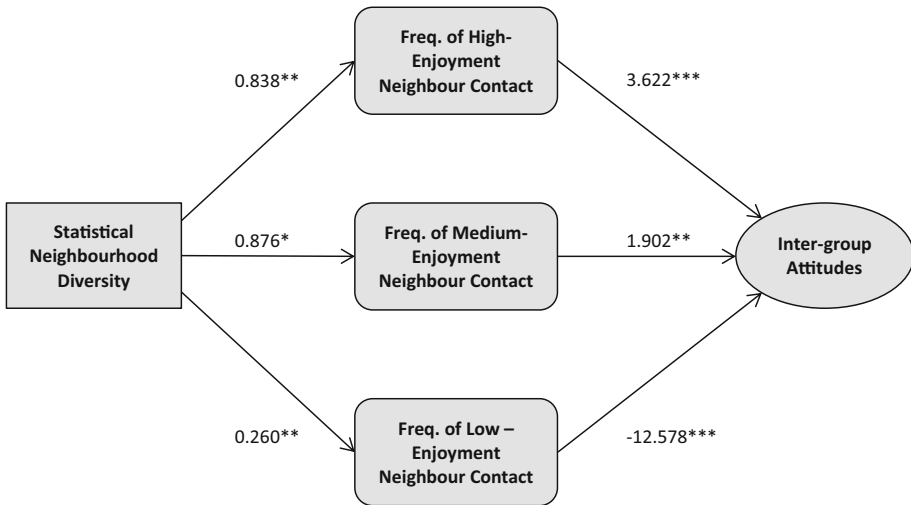 Freq. of High-
Enjoyment
Neighbour Contact
0.838**
3.622***
Statistical
Neighbourhood
Diversity
0.876*
Freq. of Medium-
Enjoyment
Neighbour Contact
1.902**
Inter-group
Attitudes
0.260**
Freq. of Low –
Enjoyment
Neighbour Contact
-12.578***